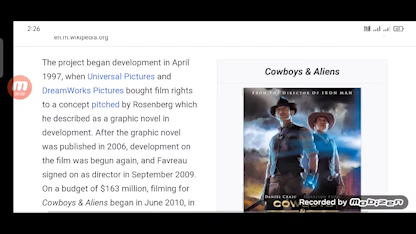 2:26
en.m.wikipedia.org
The project began development in April
1997, when Universal Pictures and
DreamWorks Pictures bought film rights
to a concept pitched by Rosenberg which
he described as a graphic novel in
development. After the graphic novel
was published in 2006, development on
the film was begun again, and Favreau
signed on as director in September 2009.
On a budget of $163 million, filming for
Cowboys & Aliens began in June 2010, in
Cowboys & Aliens
FROM THE DIRECTOR OF IRON MAN
DANIEL CRAIG
COW
Recorded by Mobizen